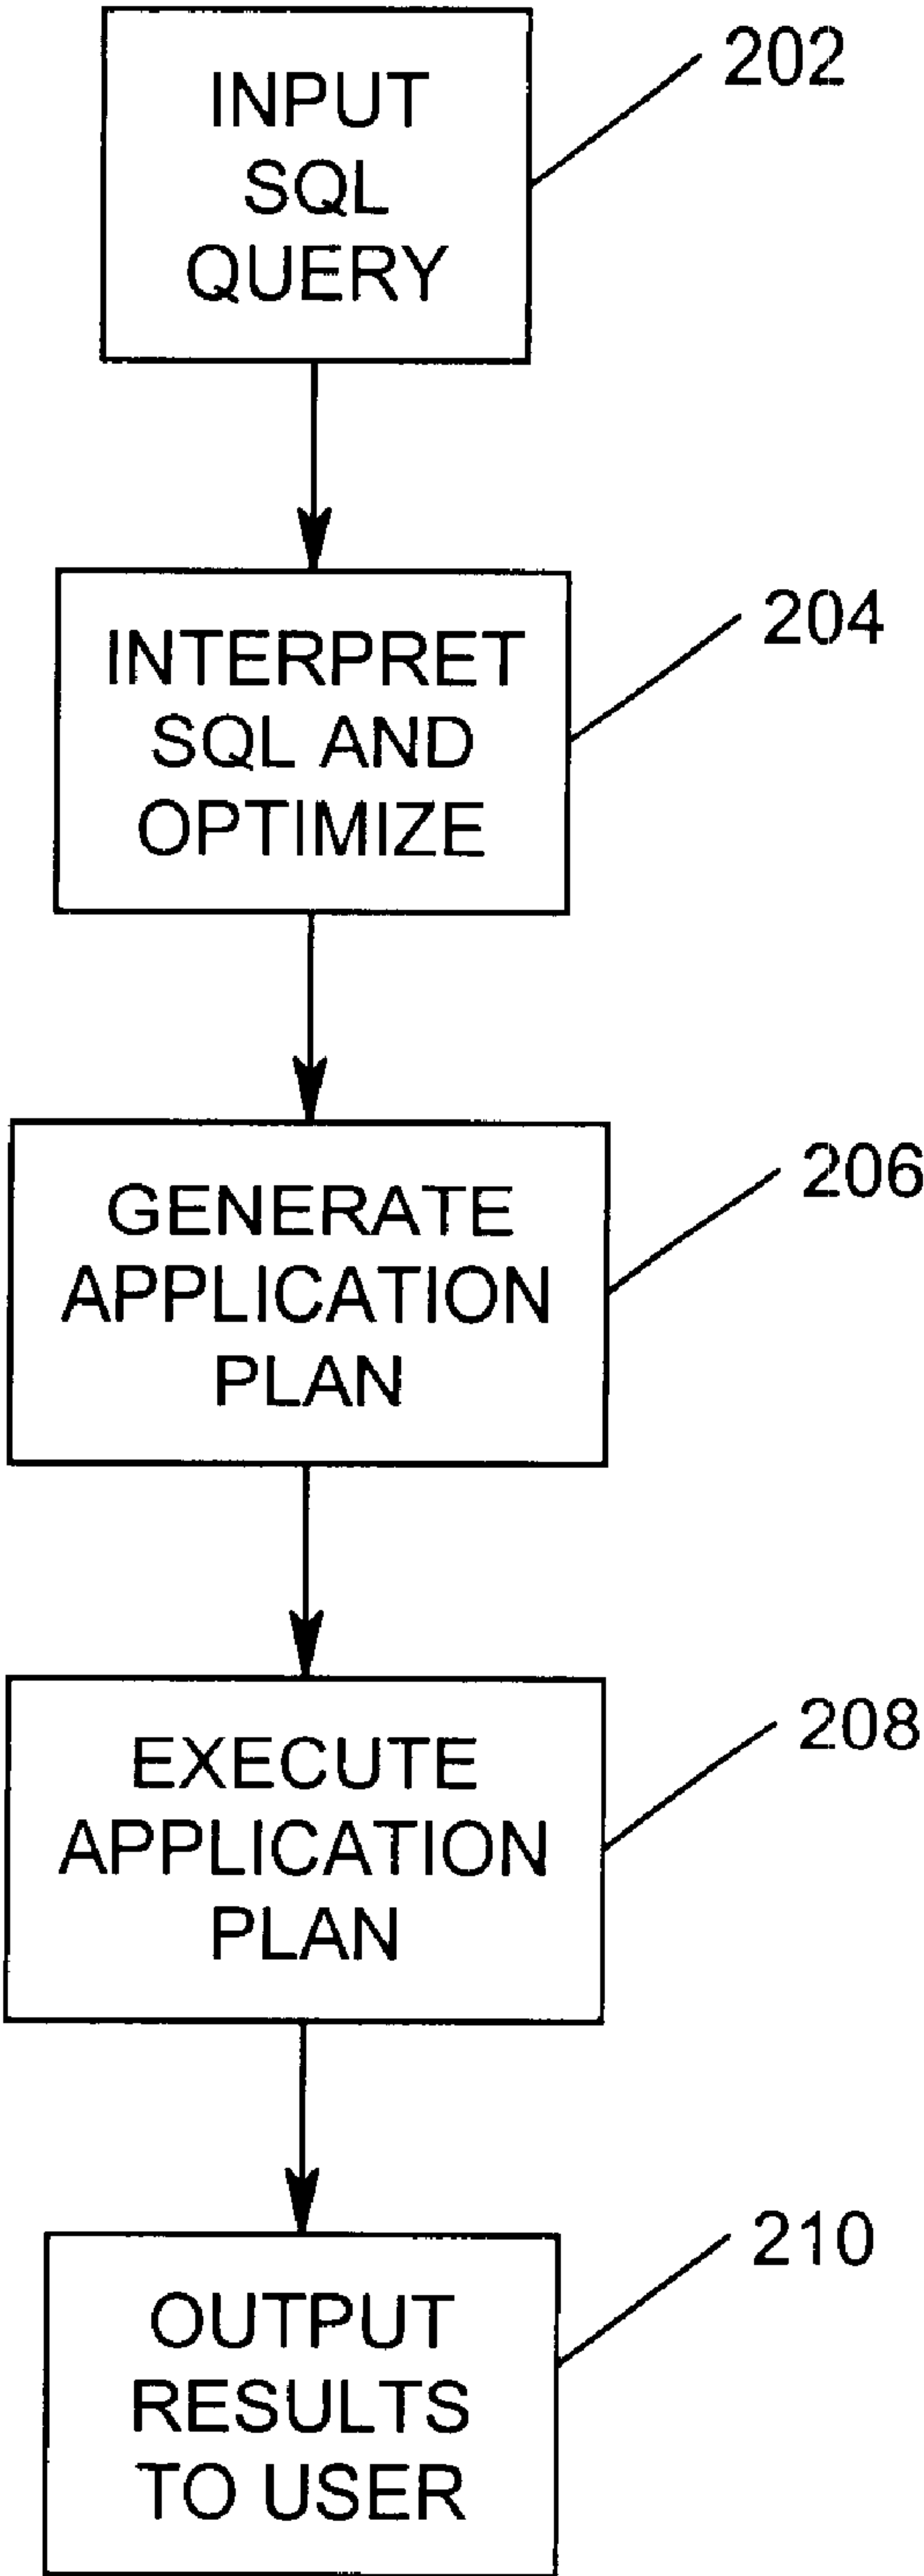 202
INPUT
SQL
QUERY
204
INTERPRET
SQL AND
OPTIMIZE
206
GENERATE
APPLICATION
PLAN
208
EXECUTE
APPLICATION
PLAN
210
OUTPUT
RESULTS
TO USER